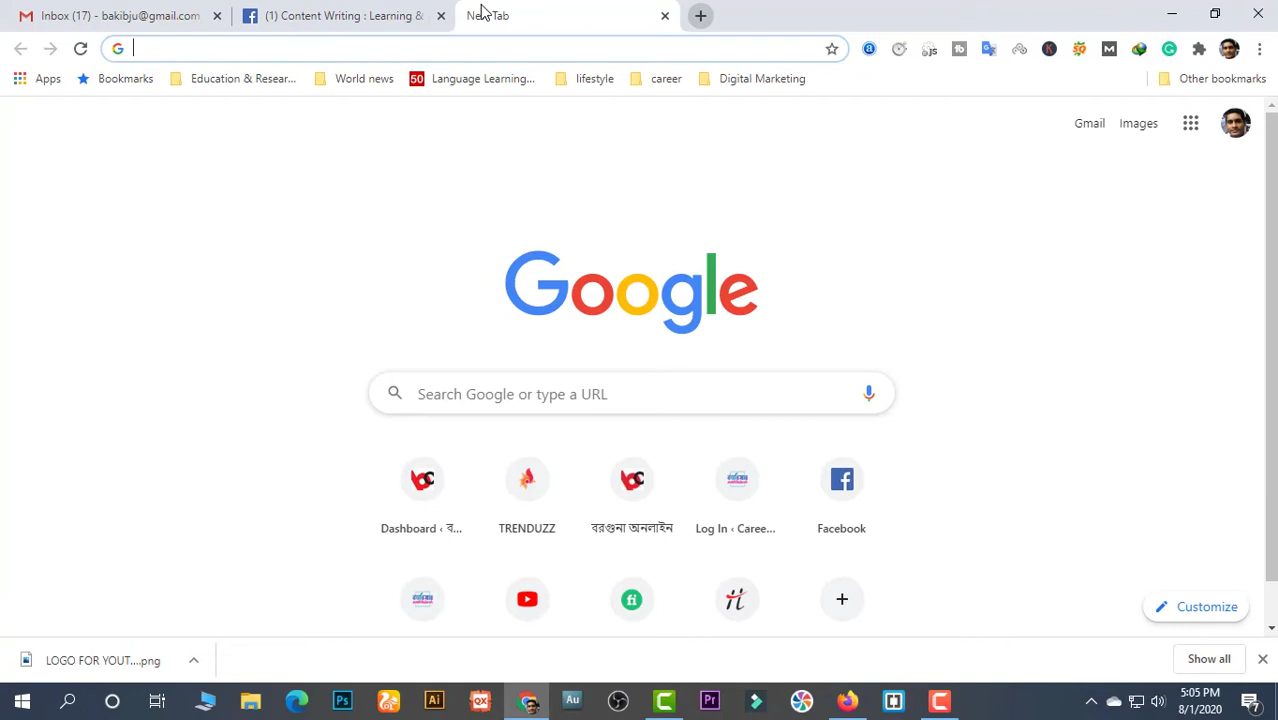 Inbox (17) - bakibju@gmail.com
(1) Content Writing : Learning &
New Tab
Apps
Bookmarks
Education & Resear...
World news
50
Language Learning...
lifestyle
career
Digital Marketing
Other bookmarks
Gmail
Images
Google
Search Google or type a URL
Dashboard ‹ ব...
TRENDUZZ
বরগুনা অনলাইন
Log In ‹ Caree...
Facebook
Customize
LOGO FOR YOUT....png
Show all
5:05 PM
8/1/2020